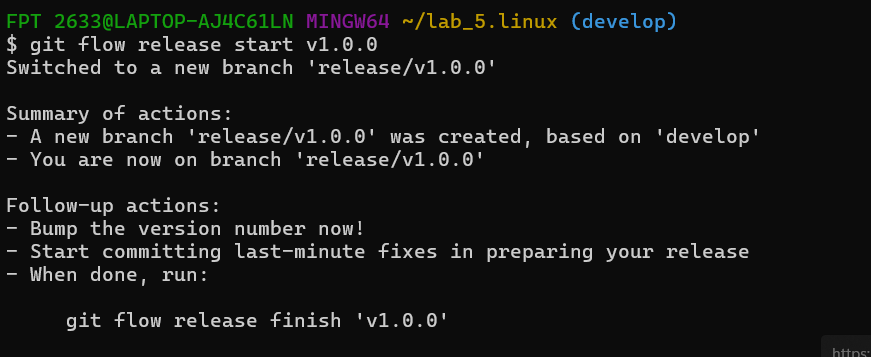 FPT 2633@LAPTOP-AJ4C61LN MINGW64 ~/lab_5.linux (develop)
$ git flow release start v1.0.0
Switched to a new branch 'release/v1.0.0'

Summary of actions:
- A new branch 'release/v1.0.0' was created, based on 'develop'
- You are now on branch 'release/v1.0.0'

Follow-up actions:
- Bump the version number now!
- Start committing last-minute fixes in preparing your release
- When done, run:

     git flow release finish 'v1.0.0'

https: